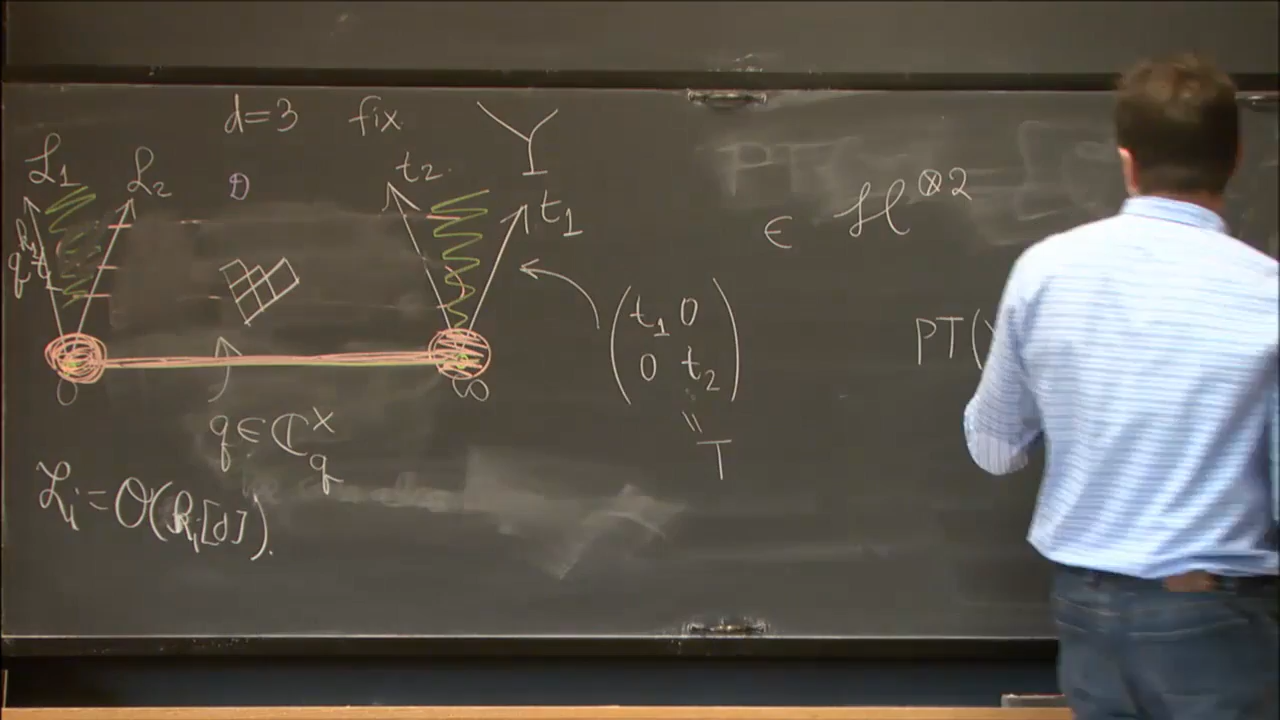 d=3 fix Y
ℒ₁ ℒ₂ D t₂. t₁
∈ ℋ^{⊗2}
(t₁ 0
0 t₂)
PT(
0 ∞
q ∈ ℂ^×_q
" T
ℒᵢ = O(Rᵢ[d]).